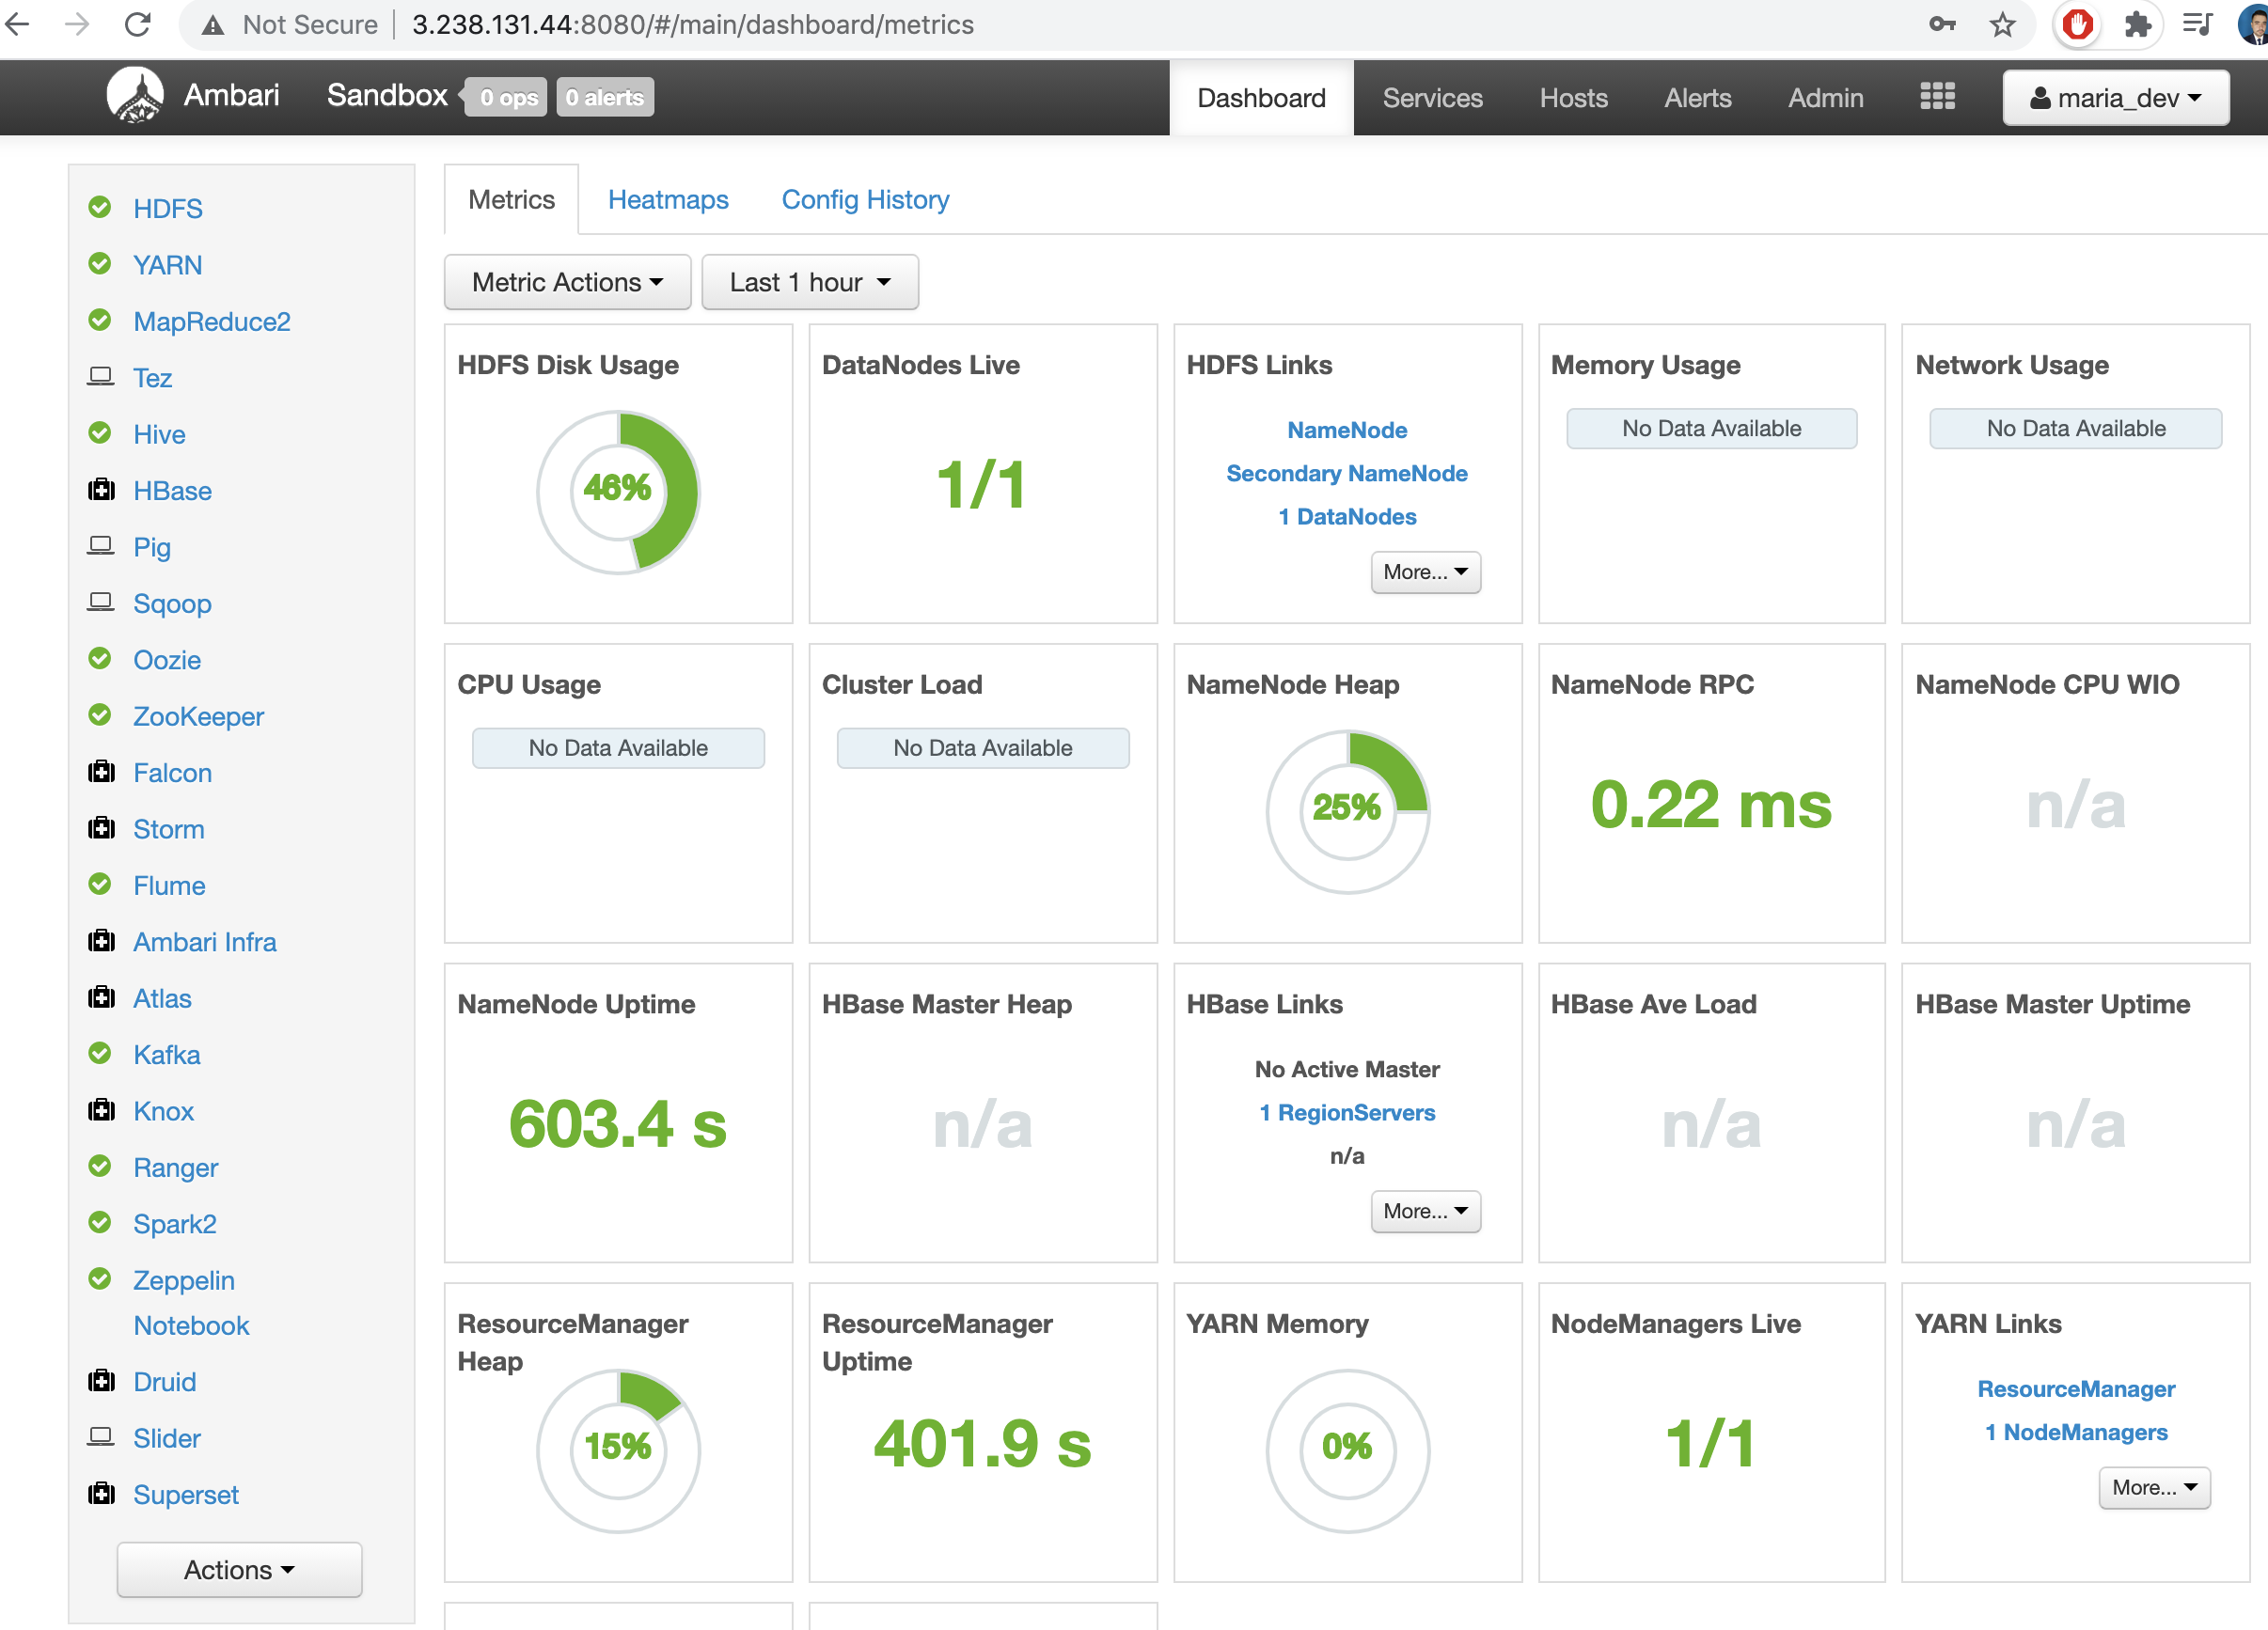 Not Secure 3.238.131.44:8080/#/main/dashboard/metrics
Ambari Sandbox 0 ops 0 alerts Dashboard Services Hosts Alerts Admin maria_dev
HDFS
YARN
MapReduce2
Tez
Hive
HBase
Pig
Sqoop
Oozie
ZooKeeper
Falcon
Storm
Flume
Ambari Infra
Atlas
Kafka
Knox
Ranger
Spark2
Zeppelin
Notebook
Druid
Slider
Superset
Actions
Metrics Heatmaps Config History
Metric Actions Last 1 hour
HDFS Disk Usage
46%
DataNodes Live
1/1
HDFS Links
NameNode
Secondary NameNode
1 DataNodes
More...
Memory Usage
No Data Available
Network Usage
No Data Available
CPU Usage
No Data Available
Cluster Load
No Data Available
NameNode Heap
25%
NameNode RPC
0.22 ms
NameNode CPU WIO
n/a
NameNode Uptime
603.4 s
HBase Master Heap
n/a
HBase Links
No Active Master
1 RegionServers
n/a
More...
HBase Ave Load
n/a
HBase Master Uptime
n/a
ResourceManager
Heap
15%
ResourceManager
Uptime
401.9 s
YARN Memory
0%
NodeManagers Live
1/1
YARN Links
ResourceManager
1 NodeManagers
More...